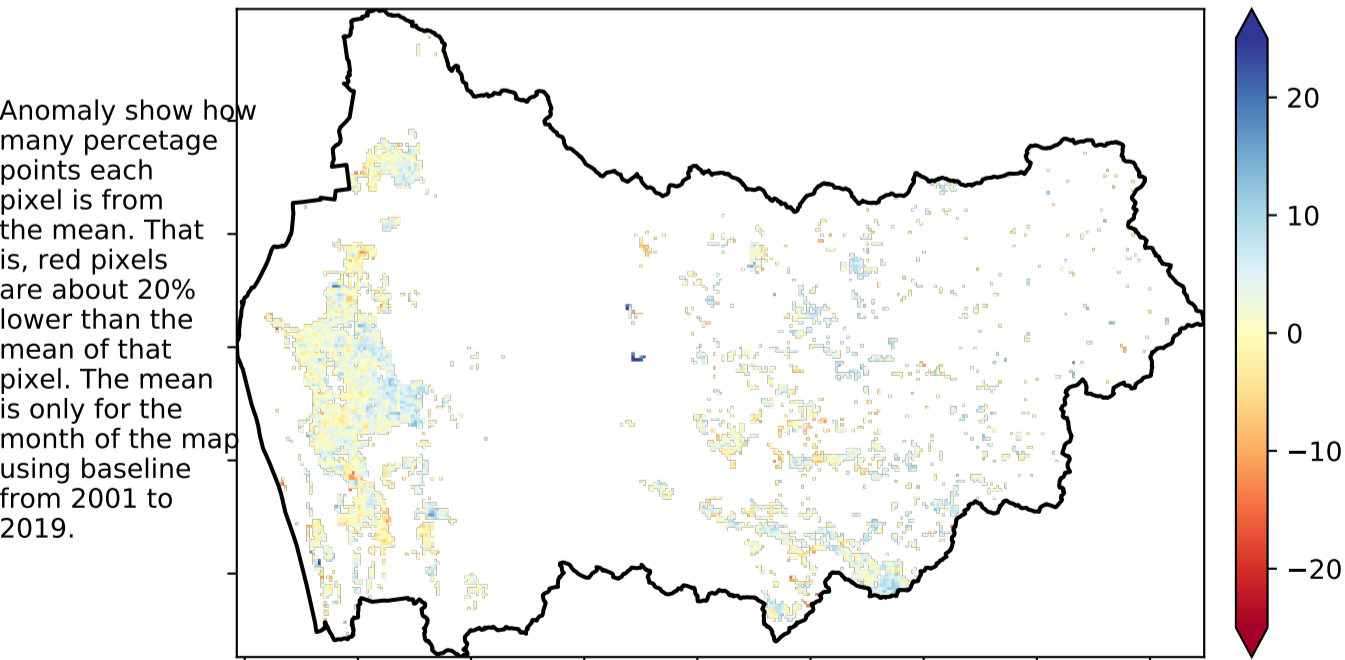 Anomaly show how
many percetage
points each
pixel is from
the mean. That
is, red pixels
are about 20%
lower than the
mean of that
pixel. The mean
is only for the
month of the map
using baseline
from 2001 to
2019.
20
10
0
−10
−20